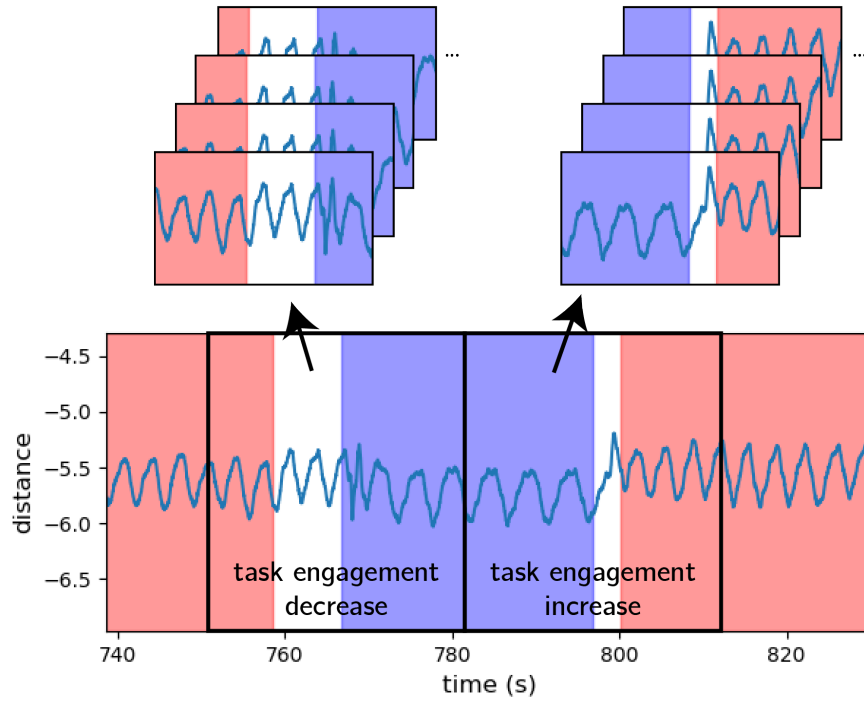 ...
...
−4.5
−5.0
−5.5
−6.0
−6.5
distance
task engagement
decrease
task engagement
increase
740
760
780
800
820
time (s)